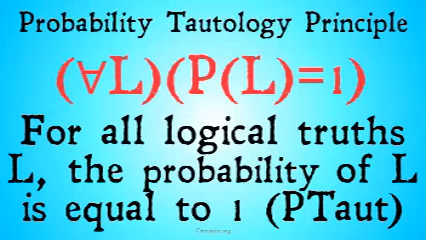 Probability Tautology Principle
(∀L)(P(L)=1)
For all logical truths
L, the probability of L
is equal to 1 (PTaut)